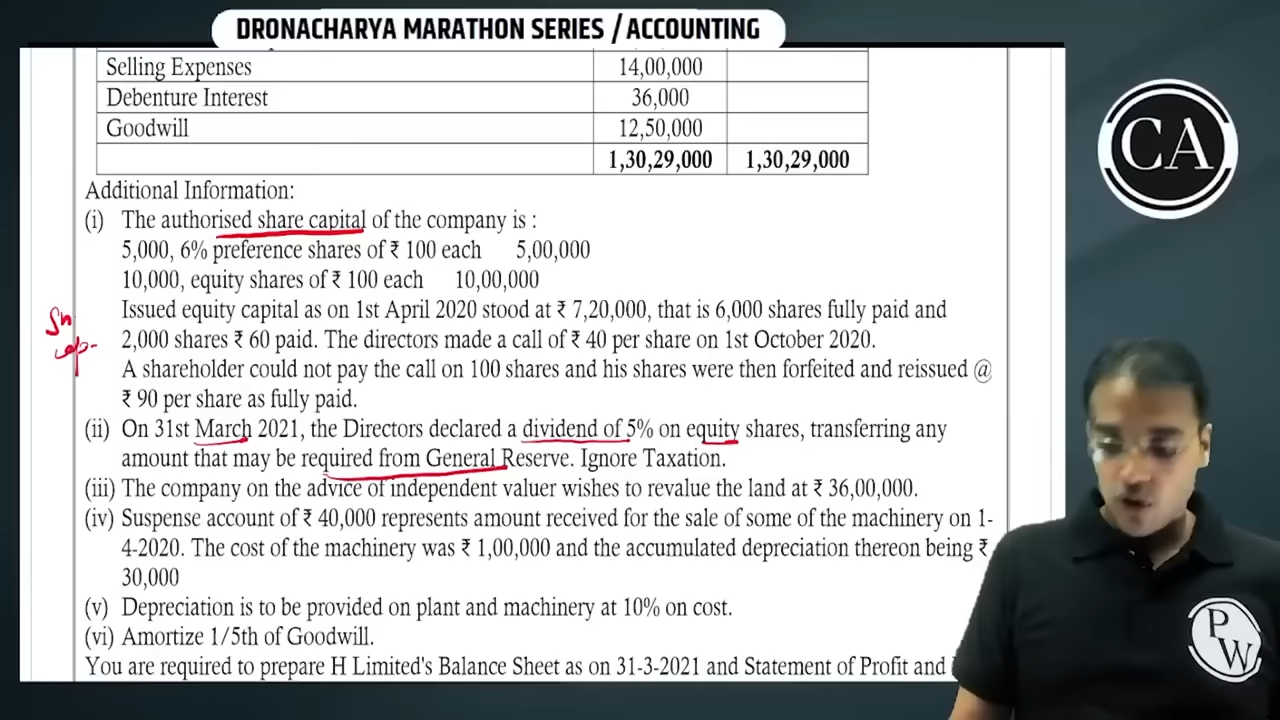 DRONACHARYA MARATHON SERIES / ACCOUNTING
Selling Expenses 14,00,000
Debenture Interest 36,000
Goodwill 12,50,000
1,30,29,000 1,30,29,000
Additional Information:
(i) The authorised share capital of the company is :
5,000, 6% preference shares of ₹ 100 each 5,00,000
10,000, equity shares of ₹ 100 each 10,00,000
Issued equity capital as on 1st April 2020 stood at ₹ 7,20,000, that is 6,000 shares fully paid and
2,000 shares ₹ 60 paid. The directors made a call of ₹ 40 per share on 1st October 2020.
A shareholder could not pay the call on 100 shares and his shares were then forfeited and reissued @
₹ 90 per share as fully paid.
(ii) On 31st March 2021, the Directors declared a dividend of 5% on equity shares, transferring any
amount that may be required from General Reserve. Ignore Taxation.
(iii) The company on the advice of independent valuer wishes to revalue the land at ₹ 36,00,000.
(iv) Suspense account of ₹ 40,000 represents amount received for the sale of some of the machinery on 1-
4-2020. The cost of the machinery was ₹ 1,00,000 and the accumulated depreciation thereon being ₹
30,000
(v) Depreciation is to be provided on plant and machinery at 10% on cost.
(vi) Amortize 1/5th of Goodwill.
You are required to prepare H Limited's Balance Sheet as on 31-3-2021 and Statement of Profit and
CA
P
W